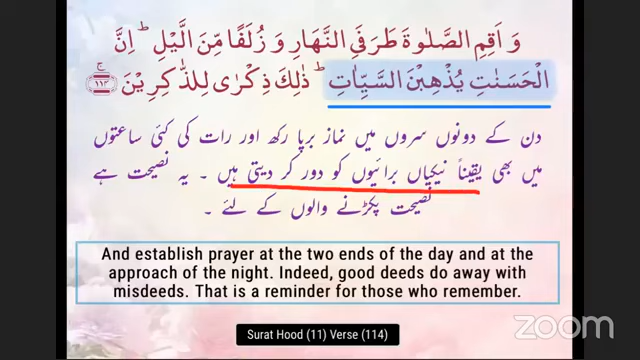 وَ اَقِمِ الصَّلٰوةَ طَرَفَیِ النَّهَارِ وَ زُلَفًا مِّنَ الَّیْلِ ؕ اِنَّ
الْحَسَنٰتِ یُذْهِبْنَ السَّیِّاٰتِ ؕ ذٰلِكَ ذِكْرٰی لِلذّٰكِرِیْنَ ۚ﴿۱۱۴﴾
دن کے دونوں سروں میں نماز برپا رکھ اور رات کی کئی ساعتوں
میں بھی یقیناً نیکیاں برائیوں کو دور کر دیتی ہیں ۔ یہ نصیحت ہے
نصیحت پکڑنے والوں کے لئے ۔
And establish prayer at the two ends of the day and at the
approach of the night. Indeed, good deeds do away with
misdeeds. That is a reminder for those who remember.
Surat Hood (11) Verse (114)
zoom